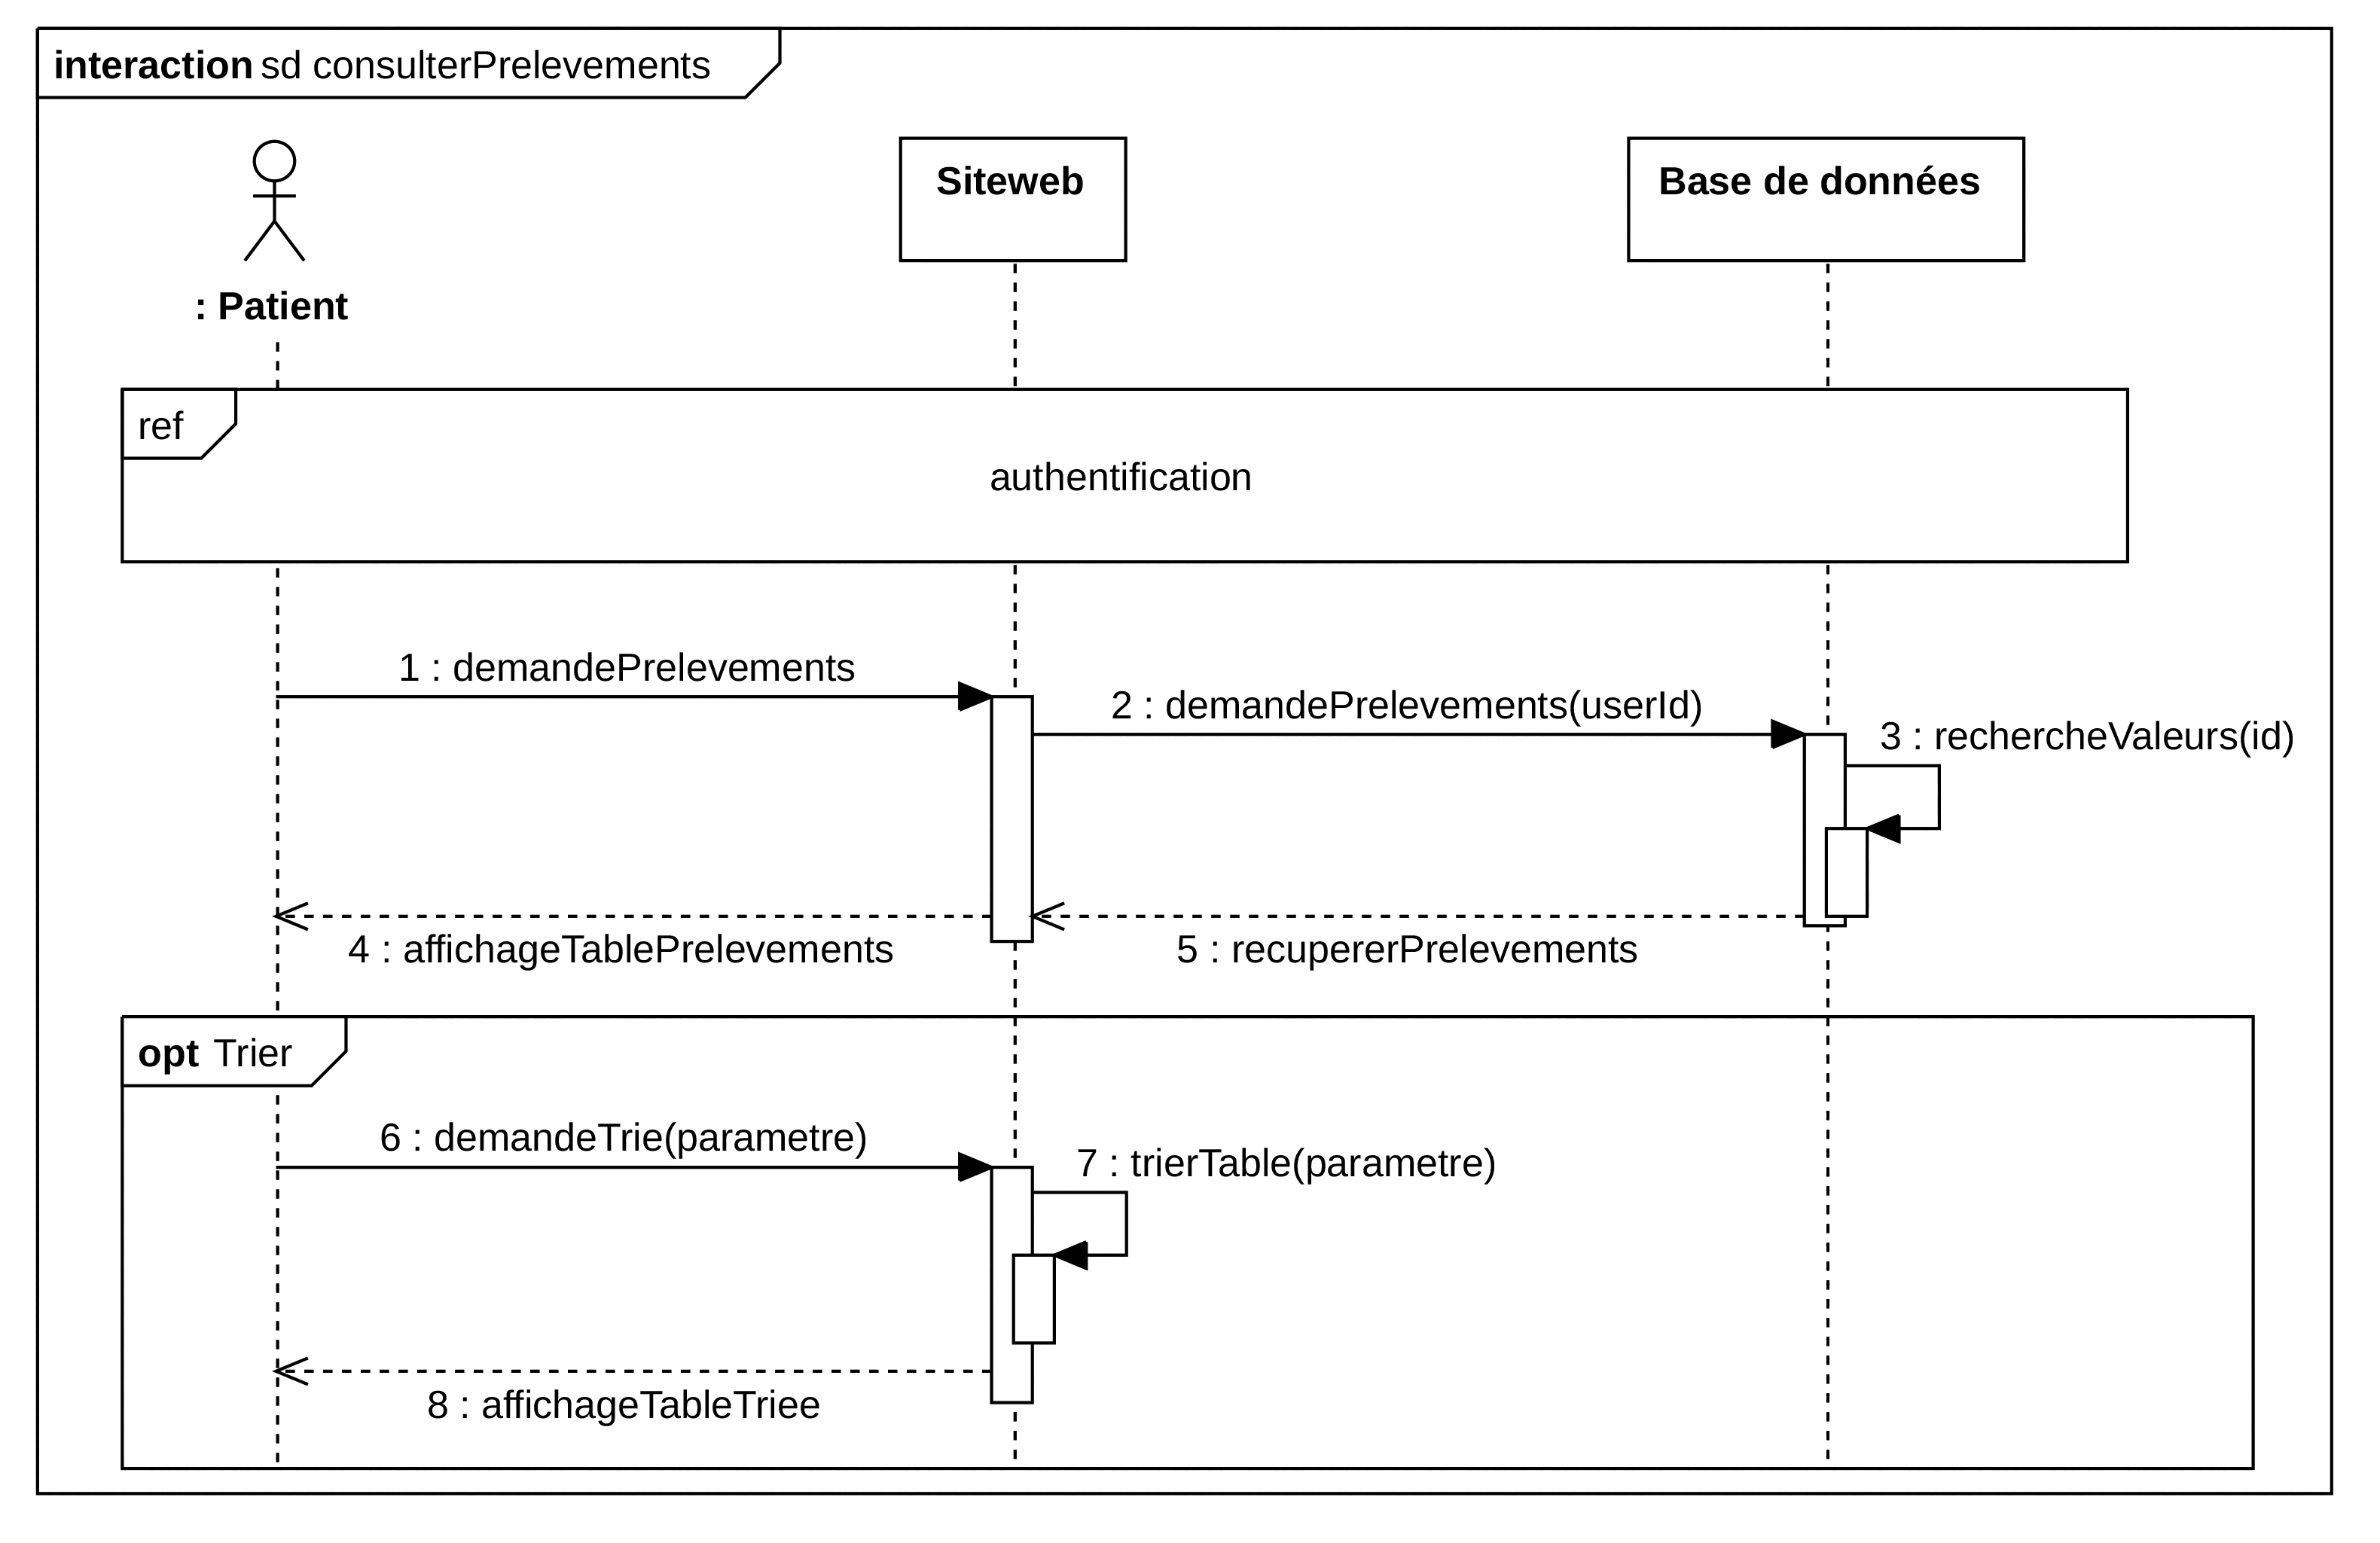 interaction sd consulterPrelevements
Siteweb
Base de données
: Patient
ref
authentification
1 : demandePrelevements
2 : demandePrelevements(userId)
3 : rechercheValeurs(id)
4 : affichageTablePrelevements
5 : recupererPrelevements
opt Trier
6 : demandeTrie(parametre)
7 : trierTable(parametre)
8 : affichageTableTriee